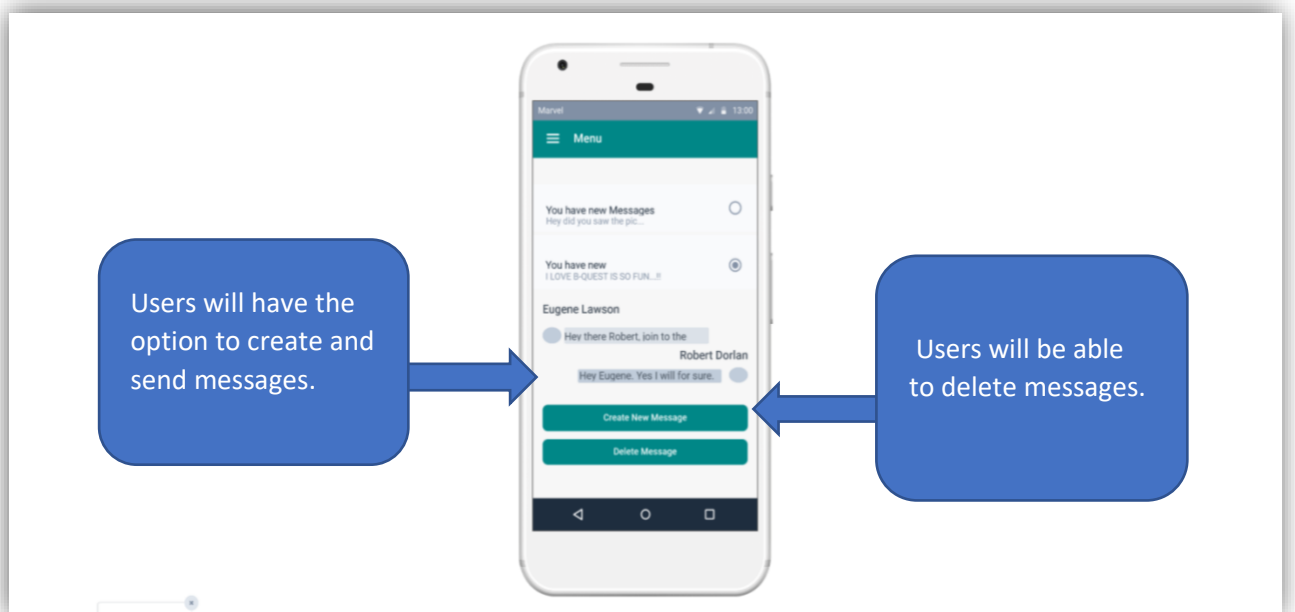 Marvel 13:00
Menu
You have new Messages
Hey did you saw the pic...
You have new
I LOVE B-QUEST IS SO FUN...!!
Eugene Lawson
Hey there Robert, join to the
Robert Dorlan
Hey Eugene. Yes I will for sure.
Create New Message
Delete Message
Users will have the
option to create and
send messages.
Users will be able
to delete messages.